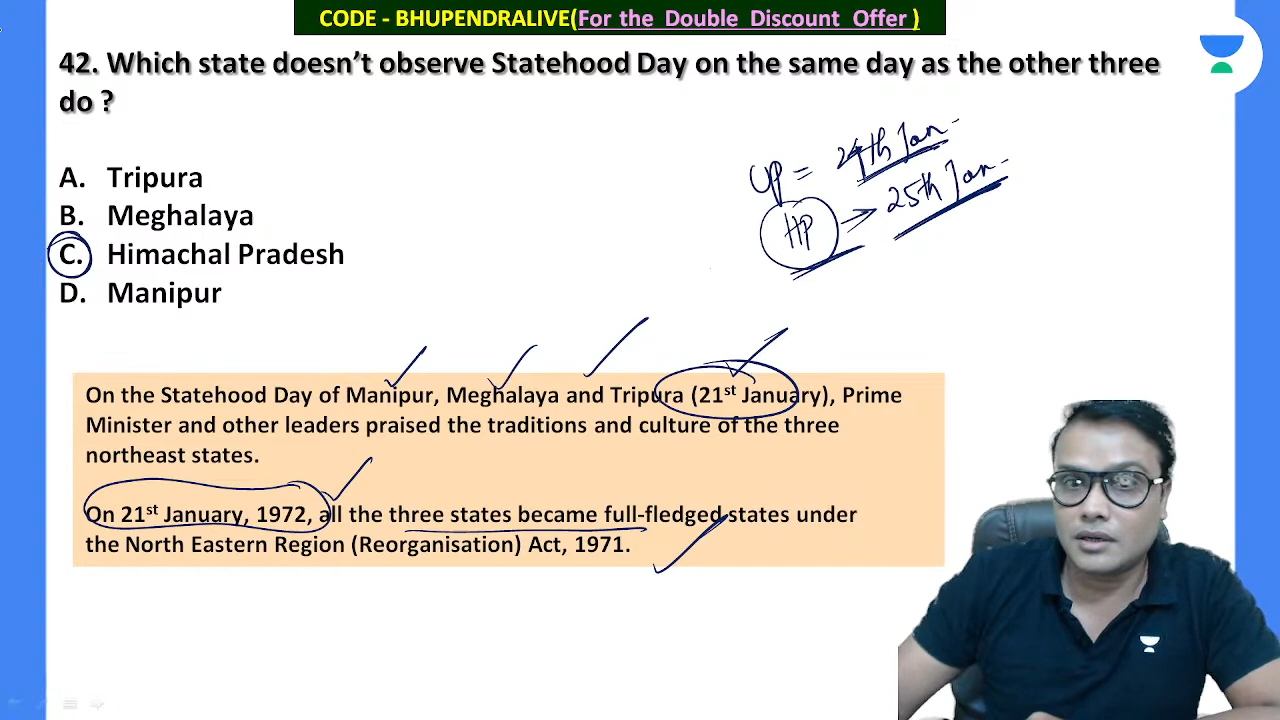 CODE - BHUPENDRALIVE(For the Double Discount Offer )
42. Which state doesn't observe Statehood Day on the same day as the other three
do ?
UP = 24th Jan
HP → 25th Jan
A. Tripura
B. Meghalaya
C. Himachal Pradesh
D. Manipur
On the Statehood Day of Manipur, Meghalaya and Tripura (21st January), Prime
Minister and other leaders praised the traditions and culture of the three
northeast states.
On 21st January, 1972, all the three states became full-fledged states under
the North Eastern Region (Reorganisation) Act, 1971.